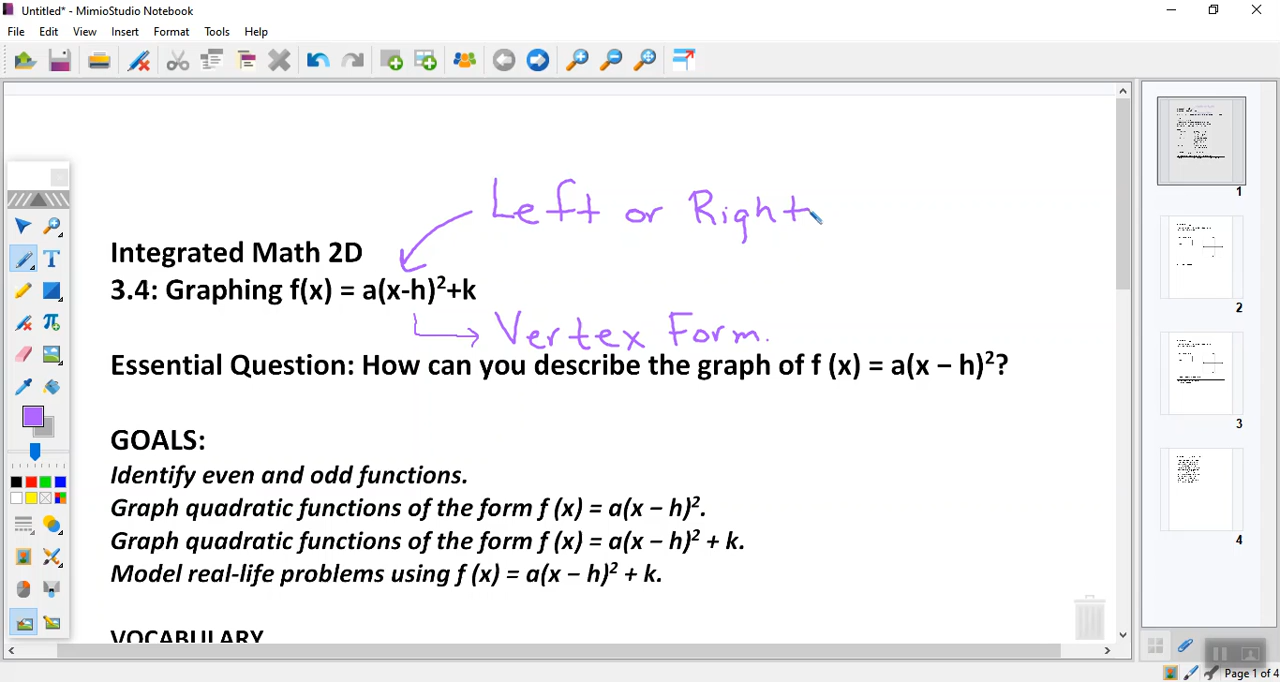 Untitled* - MimioStudio Notebook
File Edit View Insert Format Tools Help
Left or Right
Integrated Math 2D
3.4: Graphing f(x) = a(x-h)²+k
Vertex Form.
Essential Question: How can you describe the graph of f (x) = a(x − h)²?
GOALS:
Identify even and odd functions.
Graph quadratic functions of the form f (x) = a(x − h)².
Graph quadratic functions of the form f (x) = a(x − h)² + k.
Model real-life problems using f (x) = a(x − h)² + k.
VOCABULARY
1
2
3
4
Page 1 of 4